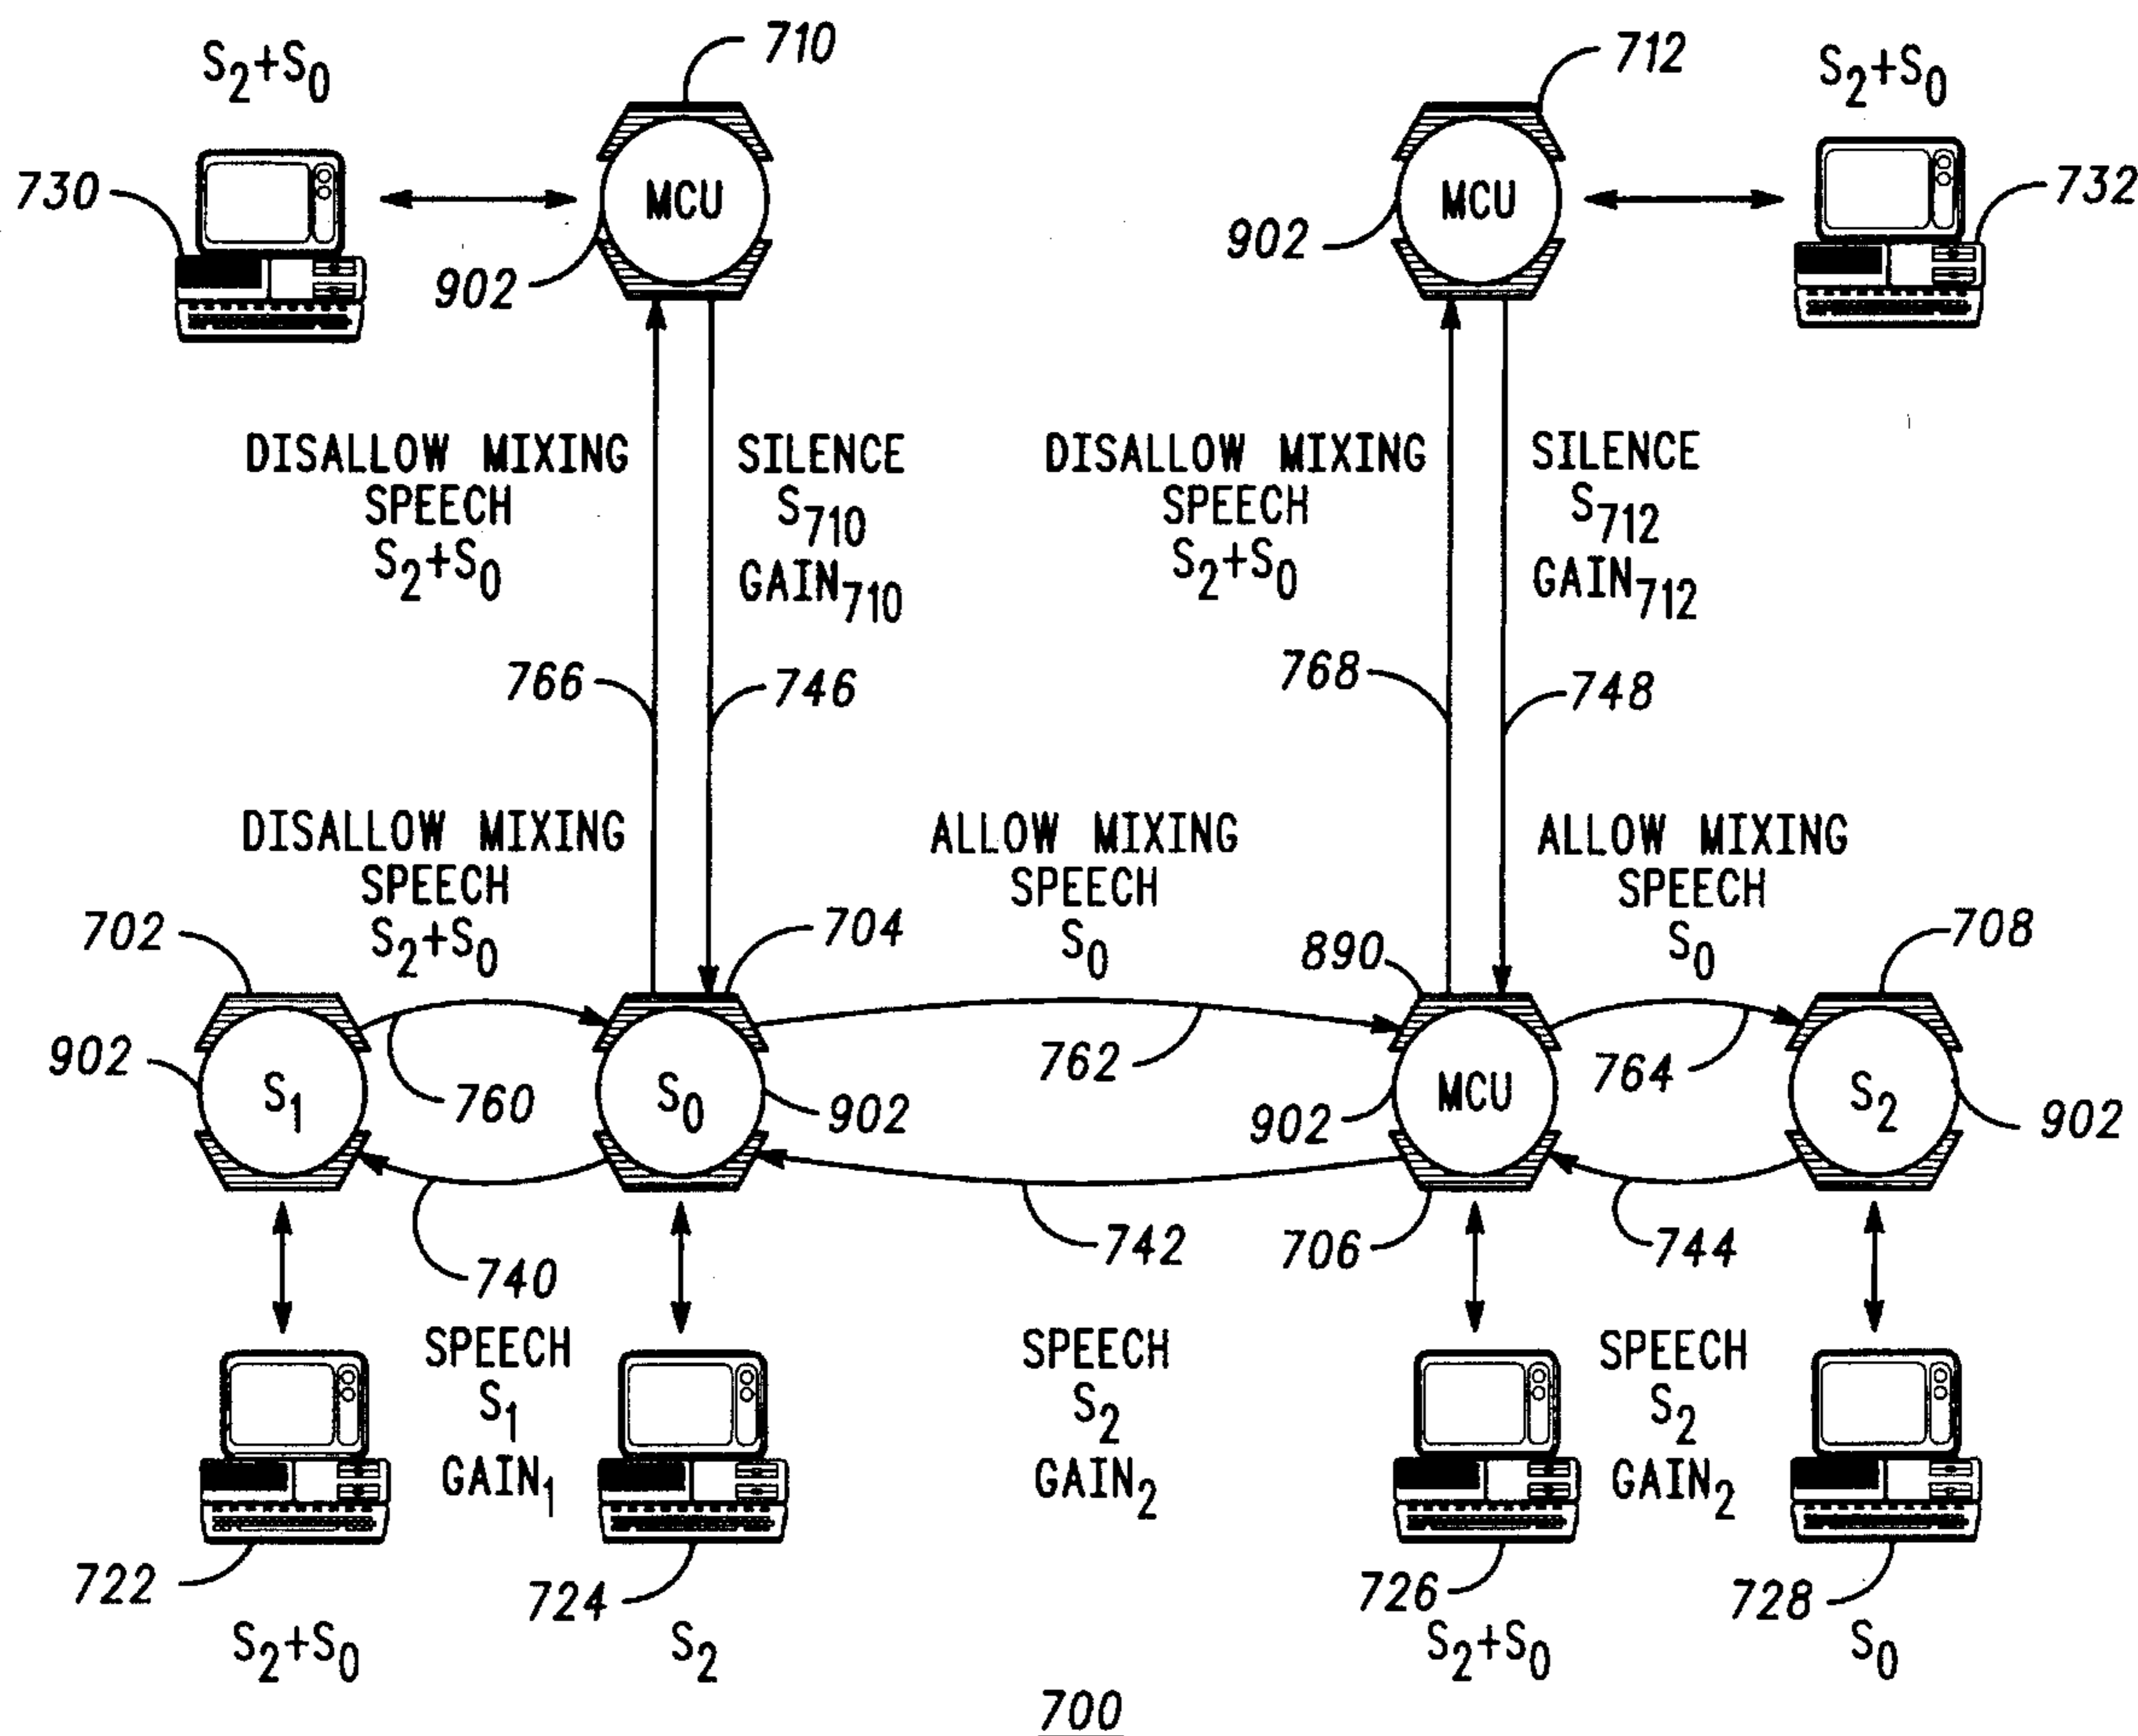 710
712
S2+S0
S2+S0
730
MCU
MCU
732
902
902
DISALLOW MIXING
SPEECH
S2+S0
SILENCE
S710
GAIN710
DISALLOW MIXING
SPEECH
S2+S0
SILENCE
S712
GAIN712
766
746
768
748
DISALLOW MIXING
SPEECH
S2+S0
ALLOW MIXING
SPEECH
S0
ALLOW MIXING
SPEECH
S0
702
704
890
708
902
S1
760
S0
902
762
902
MCU
764
S2
902
740
742
706
744
SPEECH
S1
GAIN1
SPEECH
S2
GAIN2
SPEECH
S2
GAIN2
722
724
726
728
S2+S0
S2
S2+S0
S0
700